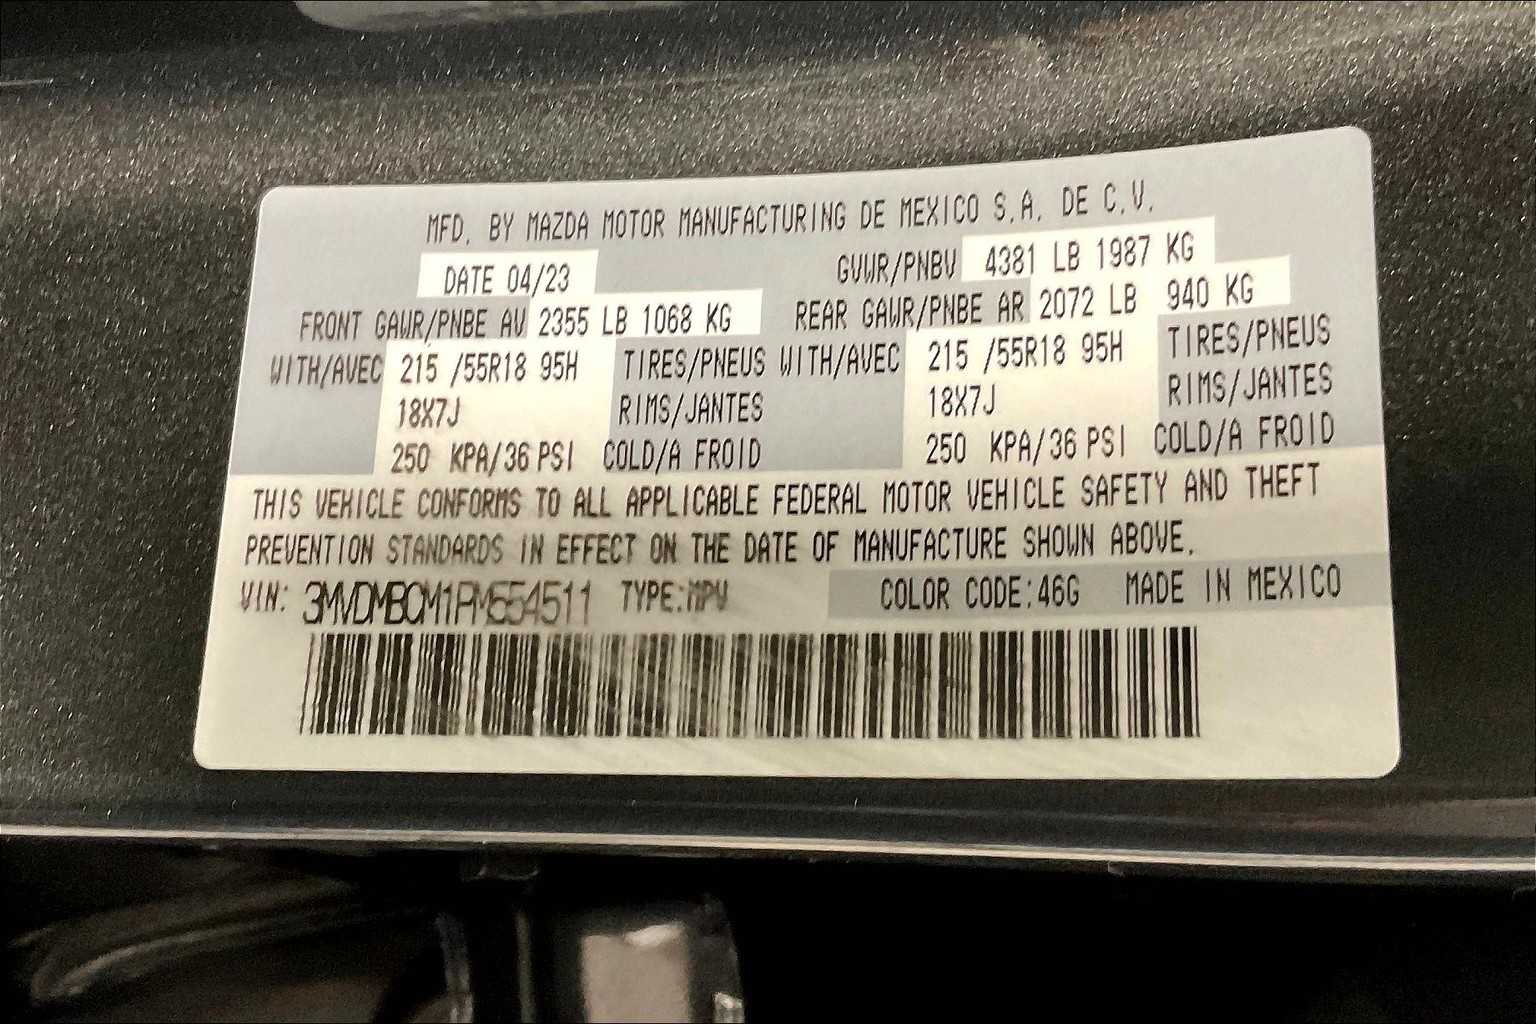 MFD. BY MAZDA MOTOR MANUFACTURING DE MEXICO S.A. DE C.V.
DATE 04/23 GVWR/PNBV 4381 LB 1987 KG
FRONT GAWR/PNBE AV 2355 LB 1068 KG REAR GAWR/PNBE AR 2072 LB 940 KG
WITH/AVEC 215 /55R18 95H TIRES/PNEUS WITH/AVEC 215 /55R18 95H TIRES/PNEUS
18X7J RIMS/JANTES 18X7J RIMS/JANTES
250 KPA/36 PSI COLD/A FROID 250 KPA/36 PSI COLD/A FROID
THIS VEHICLE CONFORMS TO ALL APPLICABLE FEDERAL MOTOR VEHICLE SAFETY AND THEFT
PREVENTION STANDARDS IN EFFECT ON THE DATE OF MANUFACTURE SHOWN ABOVE.
VIN: 3MVDMBCM1PM554511 TYPE:MPV COLOR CODE:46G MADE IN MEXICO